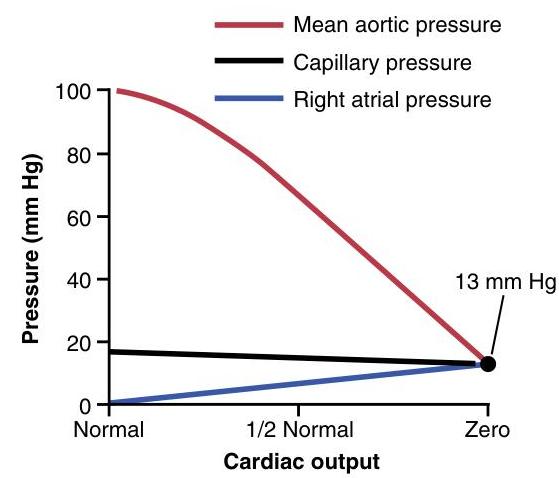 Mean aortic pressure
Capillary pressure
Right atrial pressure
100
80
60
40
20
0
Pressure (mm Hg)
13 mm Hg
Normal
1/2 Normal
Zero
Cardiac output